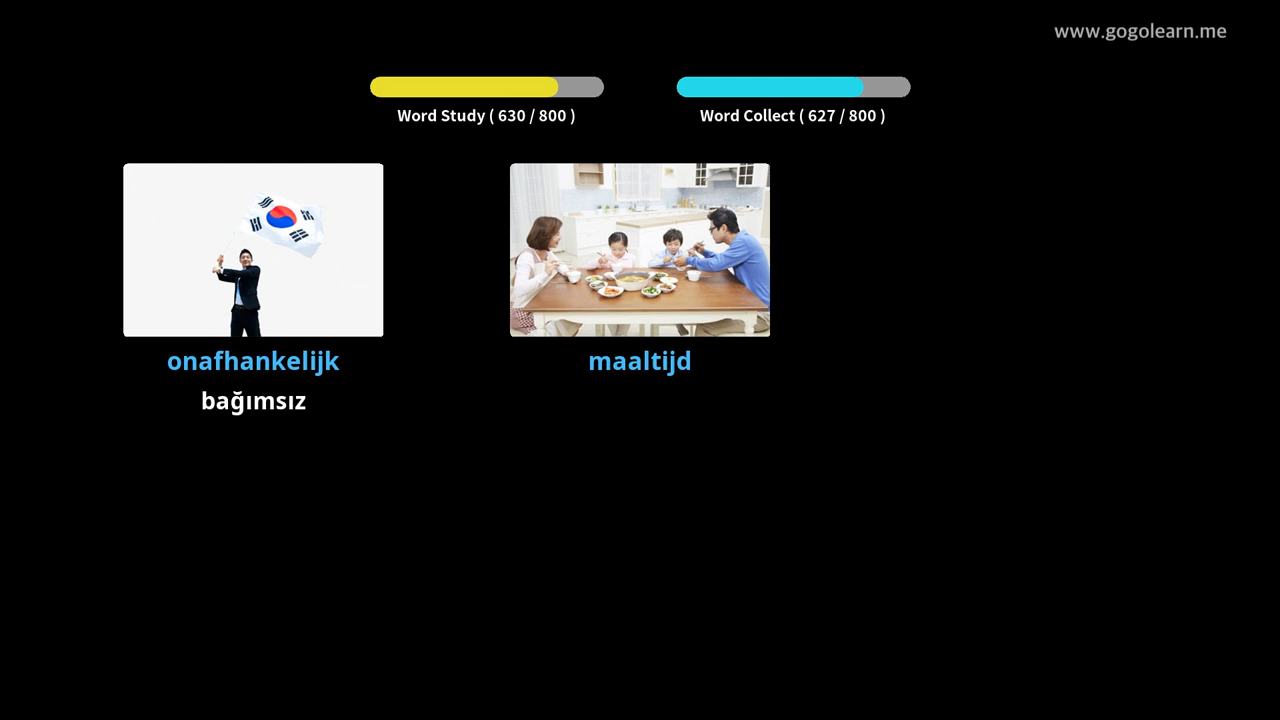 www.gogolearn.me
Word Study ( 630 / 800 )
Word Collect ( 627 / 800 )
onafhankelijk
maaltijd
bağımsız